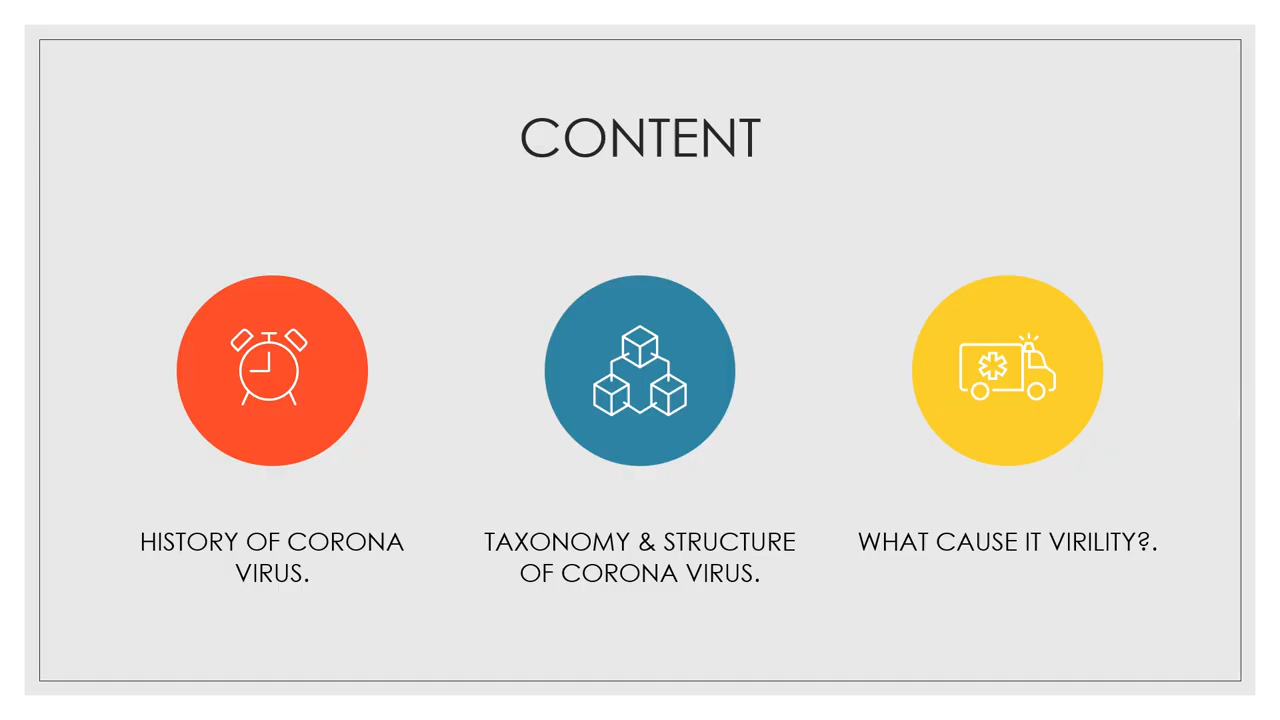 CONTENT
HISTORY OF CORONA
VIRUS.
TAXONOMY & STRUCTURE
OF CORONA VIRUS.
WHAT CAUSE IT VIRILITY?.